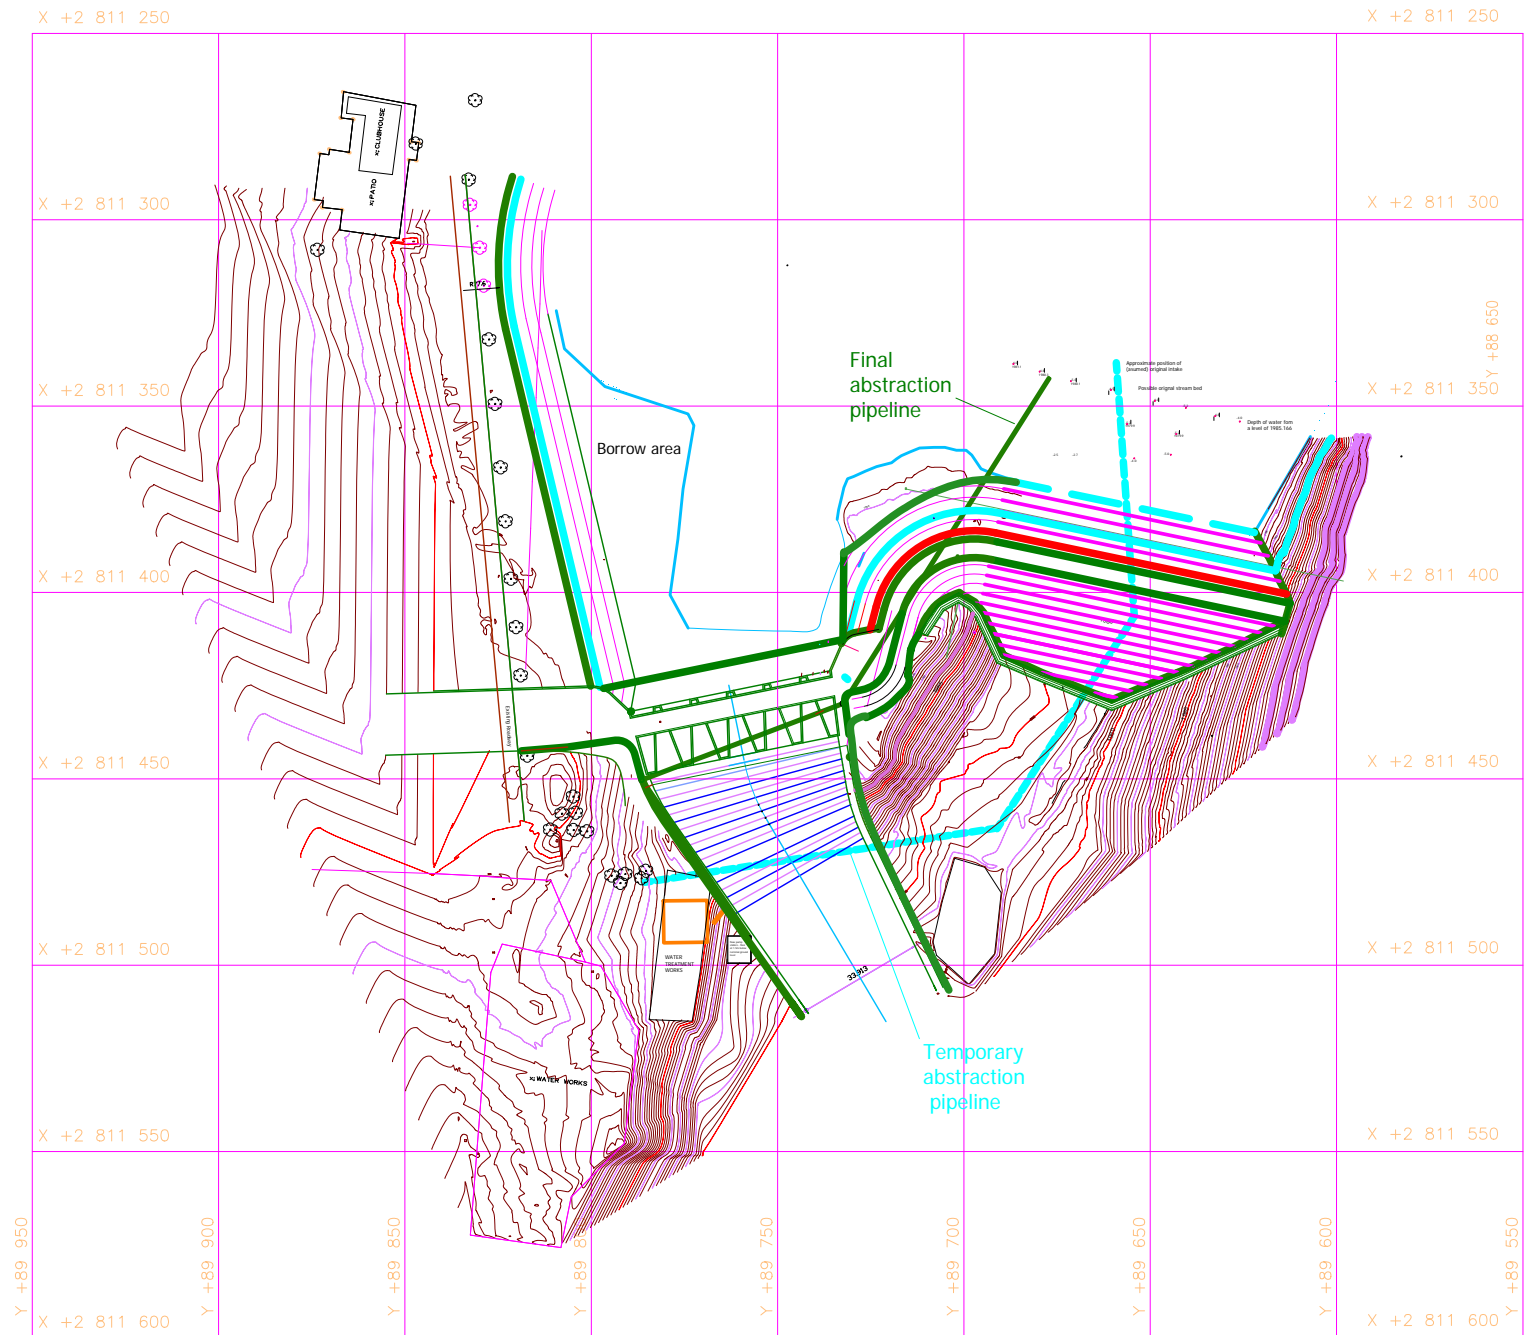 X +2 811 250
X +2 811 250
x; CLUBHOUSE
x; PATIO
X +2 811 300
X +2 811 300
Y +88 650
Final
abstraction
pipeline
Approximate position of
(assumed) original intake
Possible orignal stream bed
X +2 811 350
X +2 811 350
Depth of water form
a level of 1985.166
Borrow area
X +2 811 400
X +2 811 400
Existing Roadway
X +2 811 450
X +2 811 450
X +2 811 500
X +2 811 500
WATER
TREATMENT
WORKS
33.913
Temporary
abstraction
pipeline
x; WATER WORKS
X +2 811 550
X +2 811 550
Y +89 950
Y +89 900
Y +89 850
Y +89 800
Y +89 750
Y +89 700
Y +89 650
Y +89 600
Y +89 550
X +2 811 600
X +2 811 600